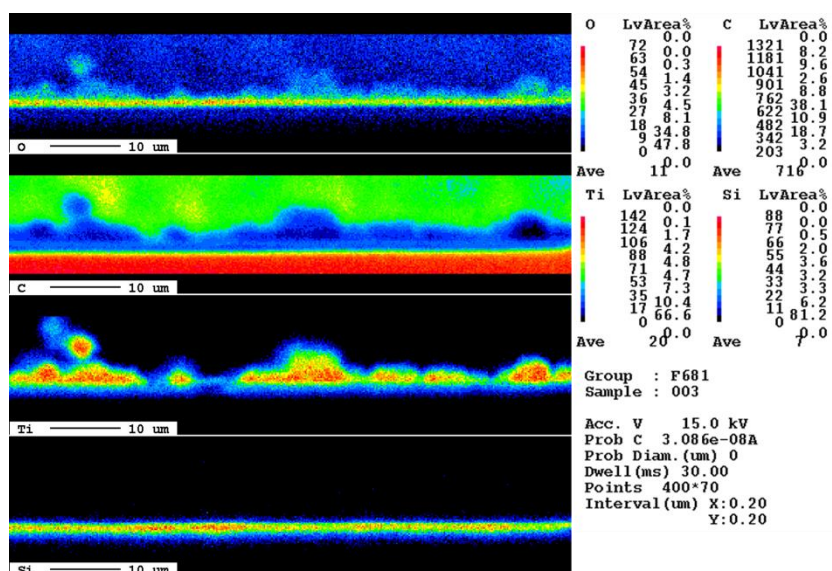 O LvArea% C LvArea%
72 0.0 1321 0.0
63 0.0 1181 8.2
54 0.3 1041 9.6
45 1.4 901 2.6
36 3.2 762 8.8
27 4.5 622 38.1
18 8.1 482 10.9
9 34.8 342 18.7
0 47.8 203 3.2
0.0 0.0
Ave 11 Ave 716
Ti LvArea% Si LvArea%
142 0.0 88 0.0
124 0.1 77 0.0
106 1.7 66 0.5
88 4.2 55 2.0
71 4.8 44 3.6
53 4.7 33 3.2
35 7.3 22 3.3
17 10.4 11 6.2
0 66.6 0 81.2
0.0 0.0
Ave 20 Ave 7
Group : F681
Sample : 003
Acc. V 15.0 kV
Prob C 3.086e-08A
Prob Diam.(um) 0
Dwell(ms) 30.00
Points 400*70
Interval(um) X:0.20
Y:0.20
O 10 um
C 10 um
Ti 10 um
Si 10 um